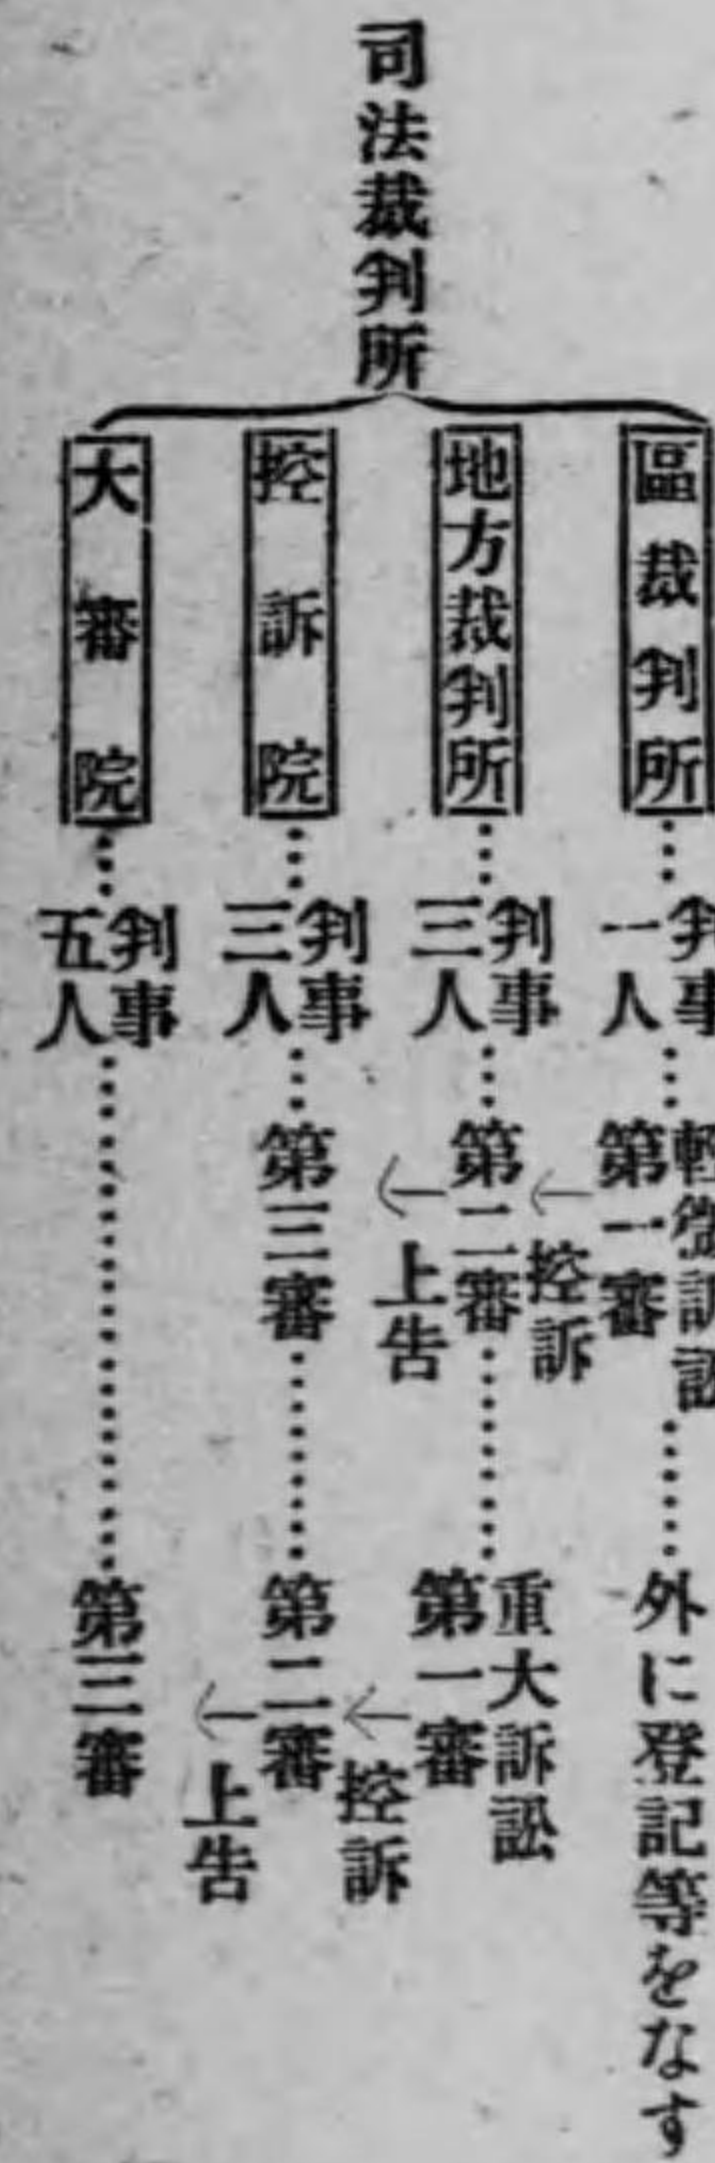 司法裁判所
區裁判所
判事
一人
輕微訴訟
第一審
外に登記等をなす
控訴
地方裁判所
判事
三人
第二審
重大訴訟
第一審
上告
控訴
控訴院
判事
三人
第三審
第二審
上告
大審院
判事
五人
第三審